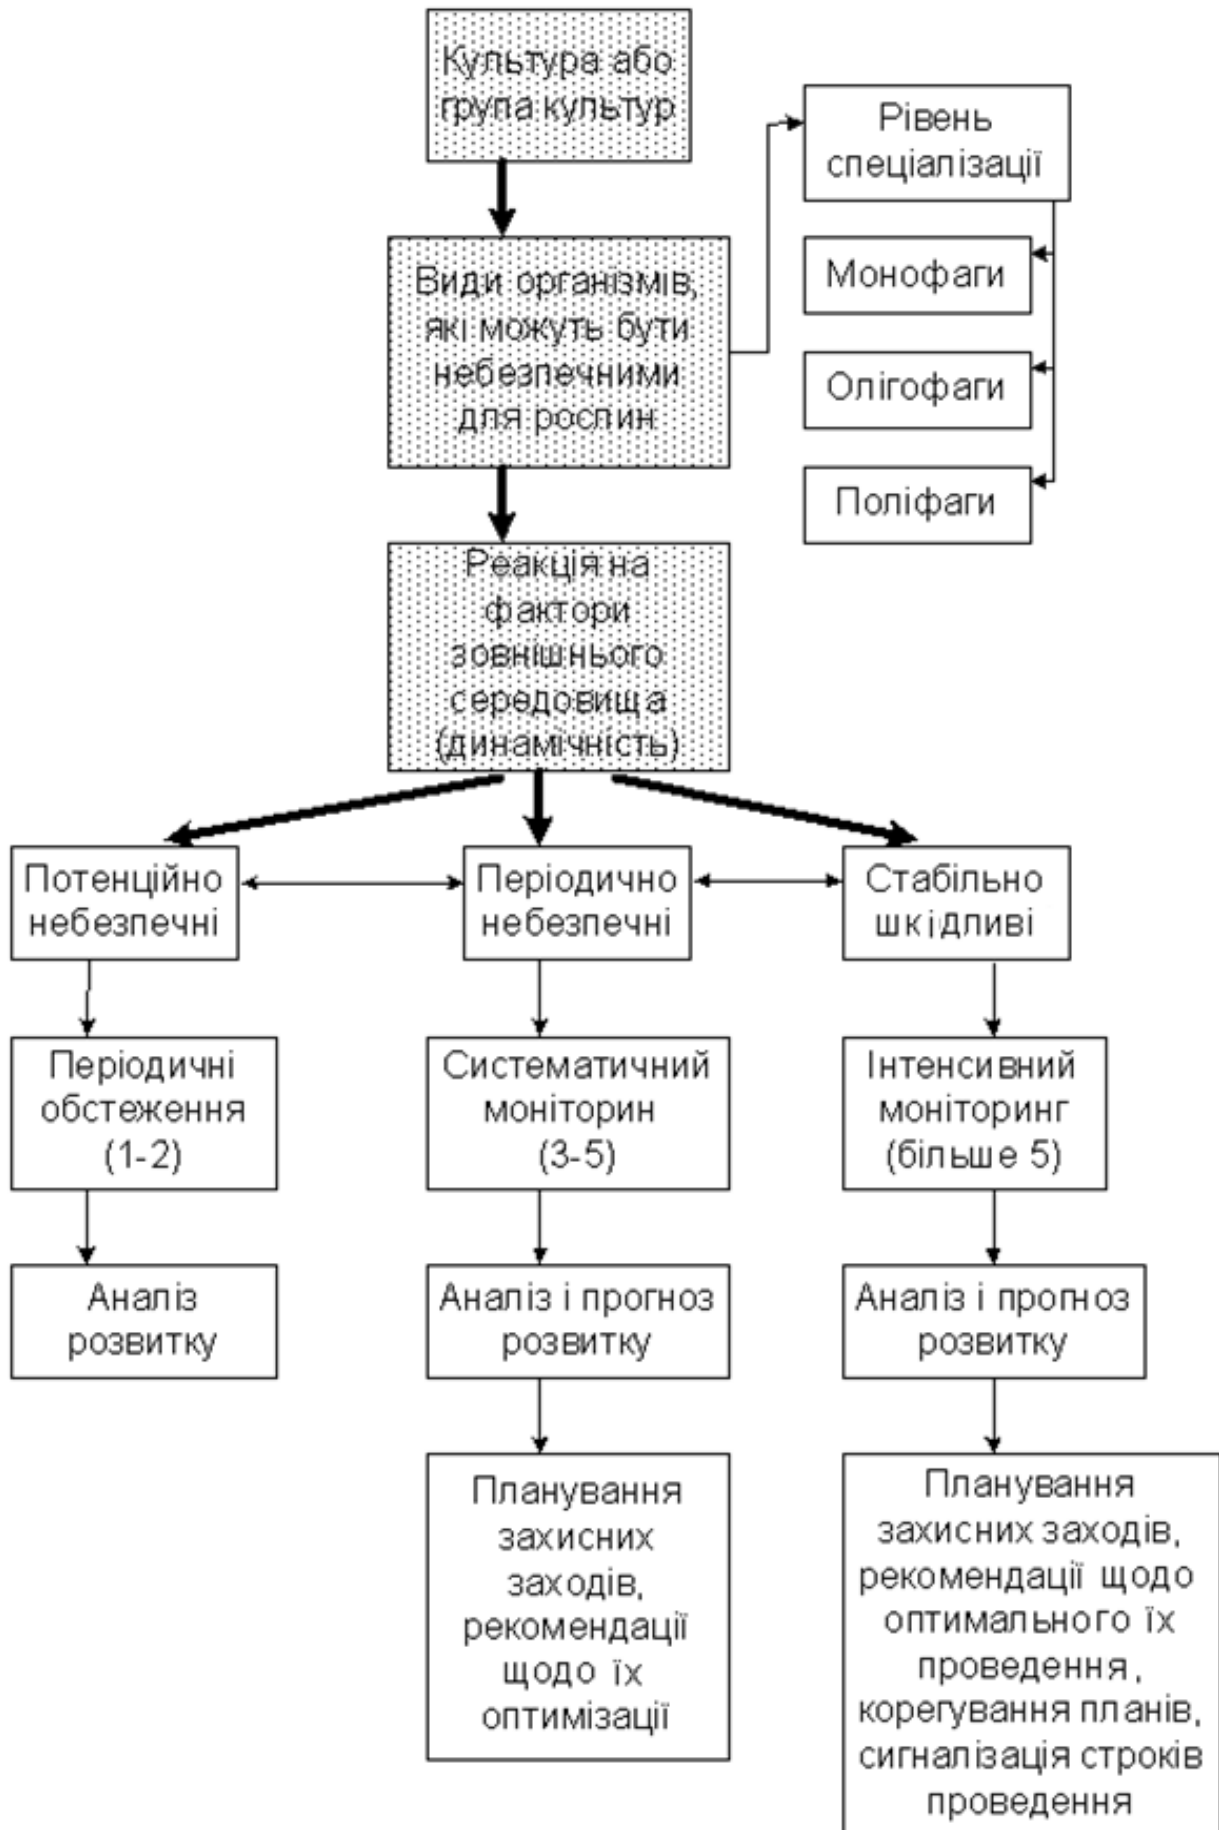 Культура або
група культур
Рівень
спеціалізації
Монофаги
Олігофаги
Поліфаги
Види організмів,
які можуть бути
небезпечними
для рослин
Реакція на
фактори
зовнішнього
середовища
(динамічність)
Потенційно
небезпечні
Періодично
небезпечні
Стабільно
шкідливі
Періодичні
обстеження
(1-2)
Систематичний
моніторин
(3-5)
Інтенсивний
моніторинг
(більше 5)
Аналіз
розвитку
Аналіз і прогноз
розвитку
Аналіз і прогноз
розвитку
Планування
захисних
заходів,
рекомендації
щодо їх
оптимізації
Планування
захисних заходів,
рекомендації щодо
оптимального їх
проведення,
корегування планів,
сигналізація строків
проведення